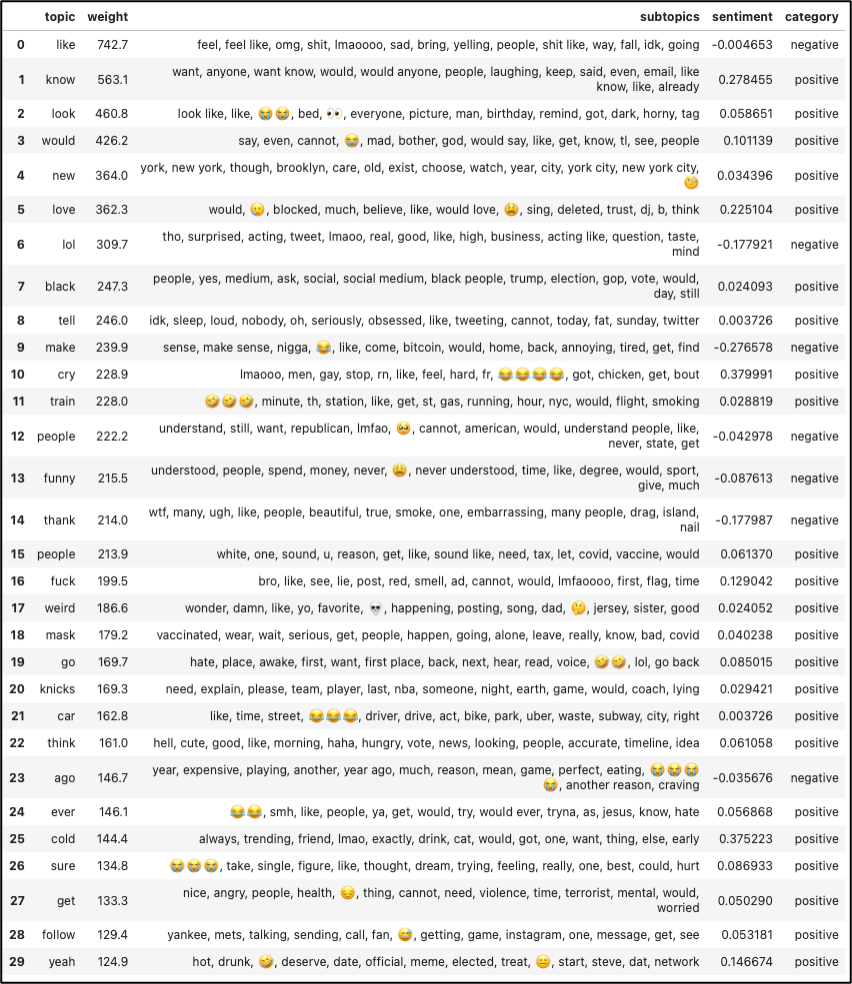 topic weight subtopics sentiment category
0 like 742.7 feel, feel like, omg, shit, lmaoooo, sad, bring, yelling, people, shit like, way, fall, idk, going -0.004653 negative
want, anyone, want know, would, would anyone, people, laughing, keep, said, even, email, like
1 know 563.1 know, like, already 0.278455 positive
2 look 460.8 look like, like, 😭😭, bed, 👀, everyone, picture, man, birthday, remind, got, dark, horny, tag 0.058651 positive
3 would 426.2 say, even, cannot, 😭, mad, bother, god, would say, like, get, know, tl, see, people 0.101139 positive
york, new york, though, brooklyn, care, old, exist, choose, watch, year, city, york city, new york city,
4 new 364.0 🧐 0.034396 positive
5 love 362.3 would, 🥲, blocked, much, believe, like, would love, 😫, sing, deleted, trust, dj, b, think 0.225104 positive
tho, surprised, acting, tweet, lmaoo, real, good, like, high, business, acting like, question, taste,
6 lol 309.7 mind -0.177921 negative
people, yes, medium, ask, social, social medium, black people, trump, election, gop, vote, would,
7 black 247.3 day, still 0.024093 positive
8 tell 246.0 idk, sleep, loud, nobody, oh, seriously, obsessed, like, tweeting, cannot, today, fat, sunday, twitter 0.003726 positive
9 make 239.9 sense, make sense, nigga, 😂, like, come, bitcoin, would, home, back, annoying, tired, get, find -0.276578 negative
10 cry 228.9 lmaooo, men, gay, stop, rn, like, feel, hard, fr, 😂😂😂😂, got, chicken, get, bout 0.379991 positive
11 train 228.0 🤣🤣🤣, minute, th, station, like, get, st, gas, running, hour, nyc, would, flight, smoking 0.028819 positive
understand, still, want, republican, lmfao, 🥺, cannot, american, would, understand people, like,
12 people 222.2 never, state, get -0.042978 negative
understood, people, spend, money, never, 😩, never understood, time, like, degree, would, sport,
13 funny 215.5 give, much -0.087613 negative
wtf, many, ugh, like, people, beautiful, true, smoke, one, embarrassing, many people, drag, island,
14 thank 214.0 nail -0.177987 negative
15 people 213.9 white, one, sound, u, reason, get, like, sound like, need, tax, let, covid, vaccine, would 0.061370 positive
16 fuck 199.5 bro, like, see, lie, post, red, smell, ad, cannot, would, lmfaoooo, first, flag, time 0.129042 positive
17 weird 186.6 wonder, damn, like, yo, favorite, 💀, happening, posting, song, dad, 🤔, jersey, sister, good 0.024052 positive
18 mask 179.2 vaccinated, wear, wait, serious, get, people, happen, going, alone, leave, really, know, bad, covid 0.040238 positive
19 go 169.7 hate, place, awake, first, want, first place, back, next, hear, read, voice, 🤣🤣, lol, go back 0.085015 positive
20 knicks 169.3 need, explain, please, team, player, last, nba, someone, night, earth, game, would, coach, lying 0.029421 positive
21 car 162.8 like, time, street, 😂😂😂, driver, drive, act, bike, park, uber, waste, subway, city, right 0.003726 positive
22 think 161.0 hell, cute, good, like, morning, haha, hungry, vote, news, looking, people, accurate, timeline, idea 0.061058 positive
year, expensive, playing, another, year ago, much, reason, mean, game, perfect, eating, 😭😭😭
23 ago 146.7 😭, another reason, craving -0.035676 negative
24 ever 146.1 😂😂, smh, like, people, ya, get, would, try, would ever, tryna, as, jesus, know, hate 0.056868 positive
25 cold 144.4 always, trending, friend, lmao, exactly, drink, cat, would, got, one, want, thing, else, early 0.375223 positive
26 sure 134.8 😭😭😭, take, single, figure, like, thought, dream, trying, feeling, really, one, best, could, hurt 0.086933 positive
nice, angry, people, health, 😔, thing, cannot, need, violence, time, terrorist, mental, would,
27 get 133.3 worried 0.050290 positive
28 follow 129.4 yankee, mets, talking, sending, call, fan, 😅, getting, game, instagram, one, message, get, see 0.053181 positive
29 yeah 124.9 hot, drunk, 🤣, deserve, date, official, meme, elected, treat, 😐, start, steve, dat, network 0.146674 positive